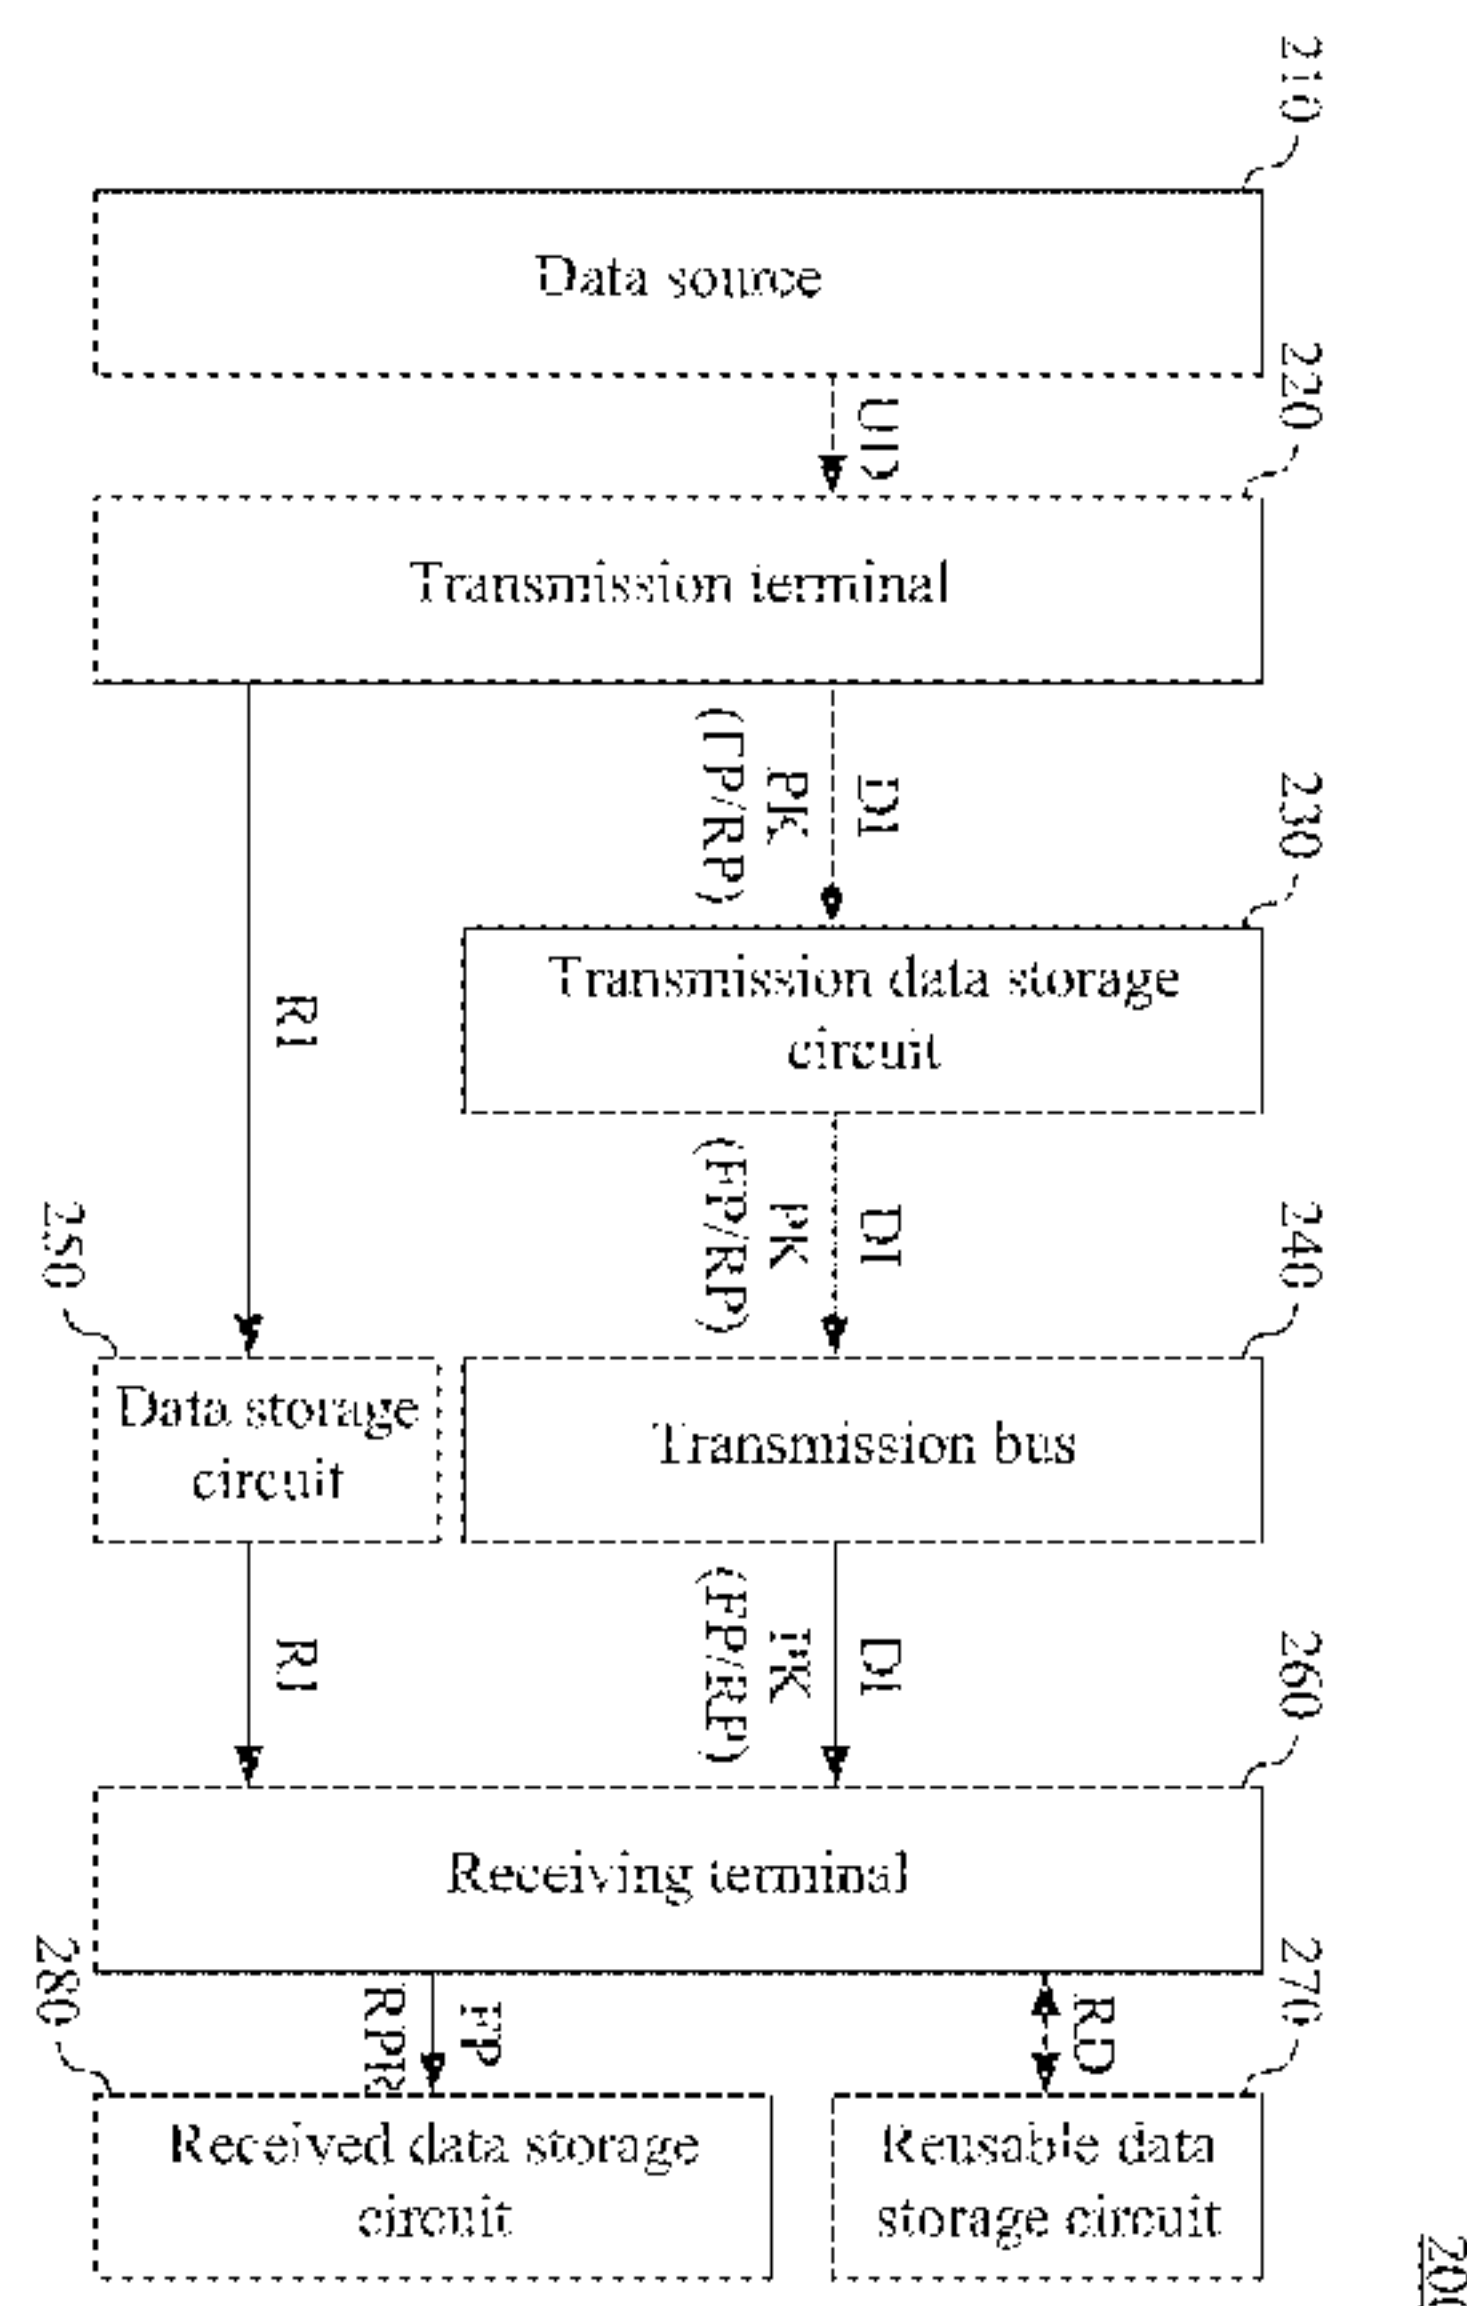 210
Data source
220
UD
Transmission terminal
DI
PK
(FP/RP)
RI
230
Transmission data storage
circuit
DI
PK
(FP/RP)
240
250
Data storage
circuit
Transmission bus
DI
PK
(FP/RP)
RI
260
Receiving terminal
270
280
FP
RPR
RD
Received data storage
circuit
Reusable data
storage circuit